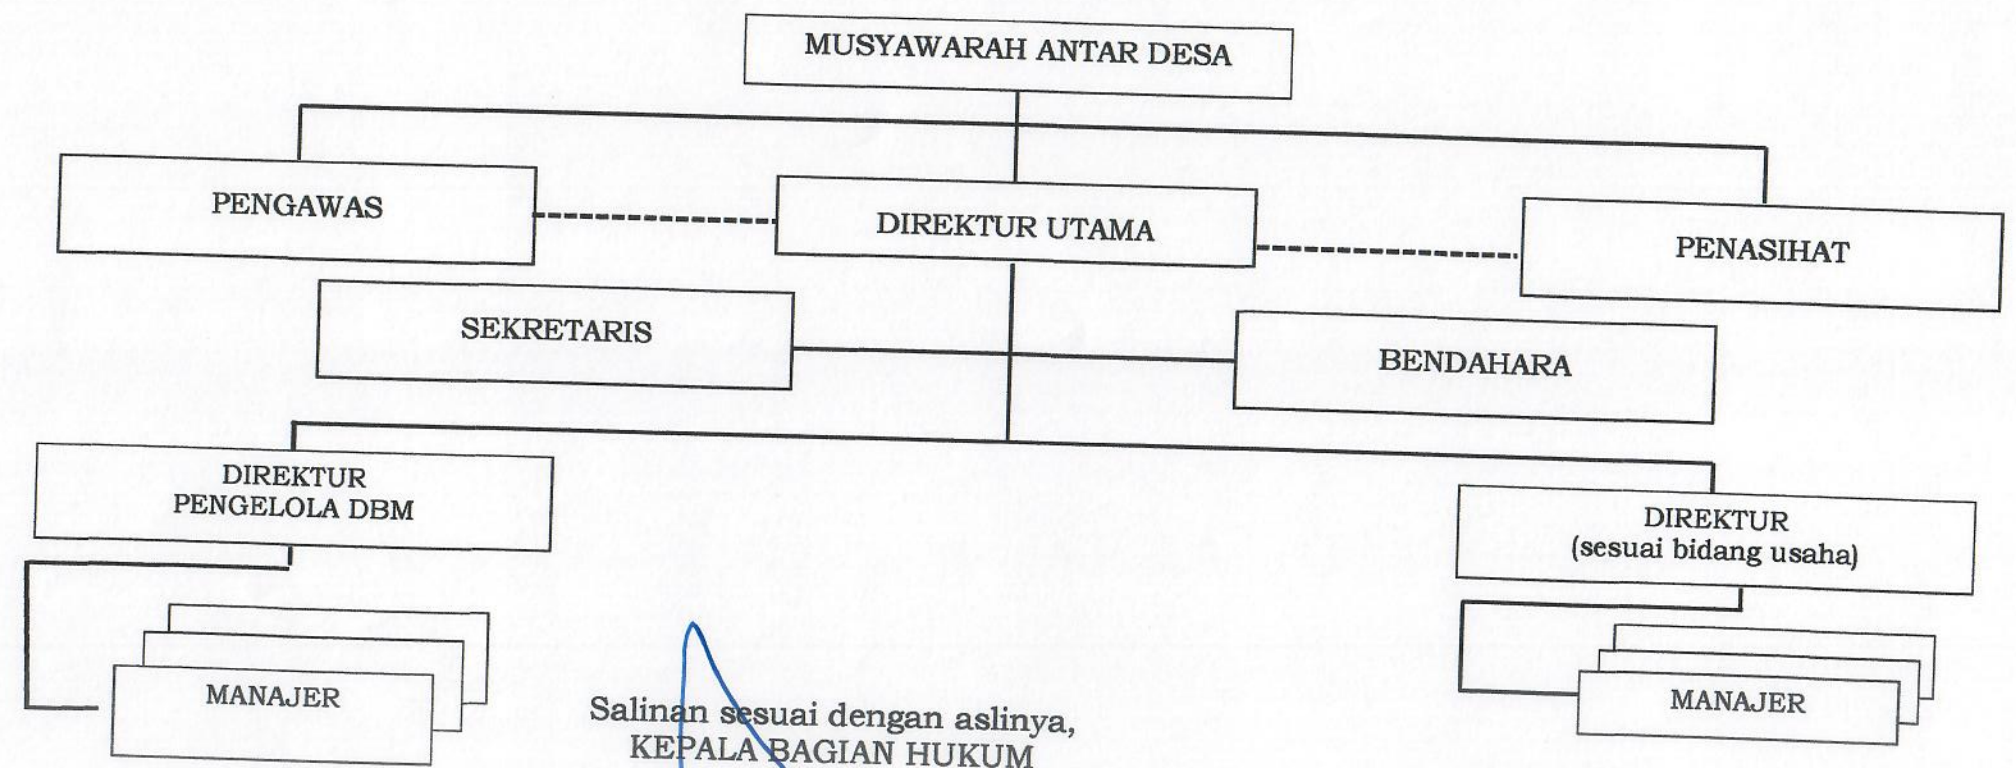 MUSYAWARAH ANTAR DESA
PENGAWAS
DIREKTUR UTAMA
PENASIHAT
SEKRETARIS
BENDAHARA
DIREKTUR
PENGELOLA DBM
DIREKTUR
(sesuai bidang usaha)
MANAJER
MANAJER
Salinan sesuai dengan aslinya,
KEPALA BAGIAN HUKUM